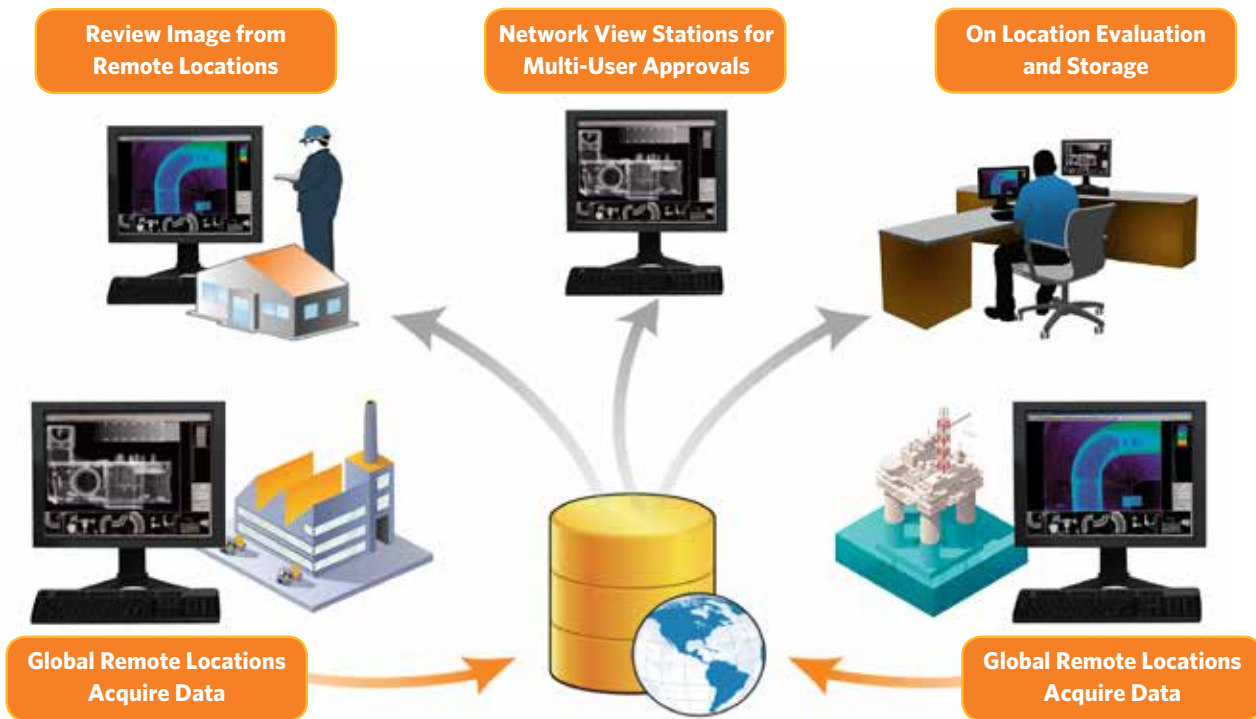 Review Image from
Remote Locations
Network View Stations for
Multi-User Approvals
On Location Evaluation
and Storage
Global Remote Locations
Acquire Data
Global Remote Locations
Acquire Data